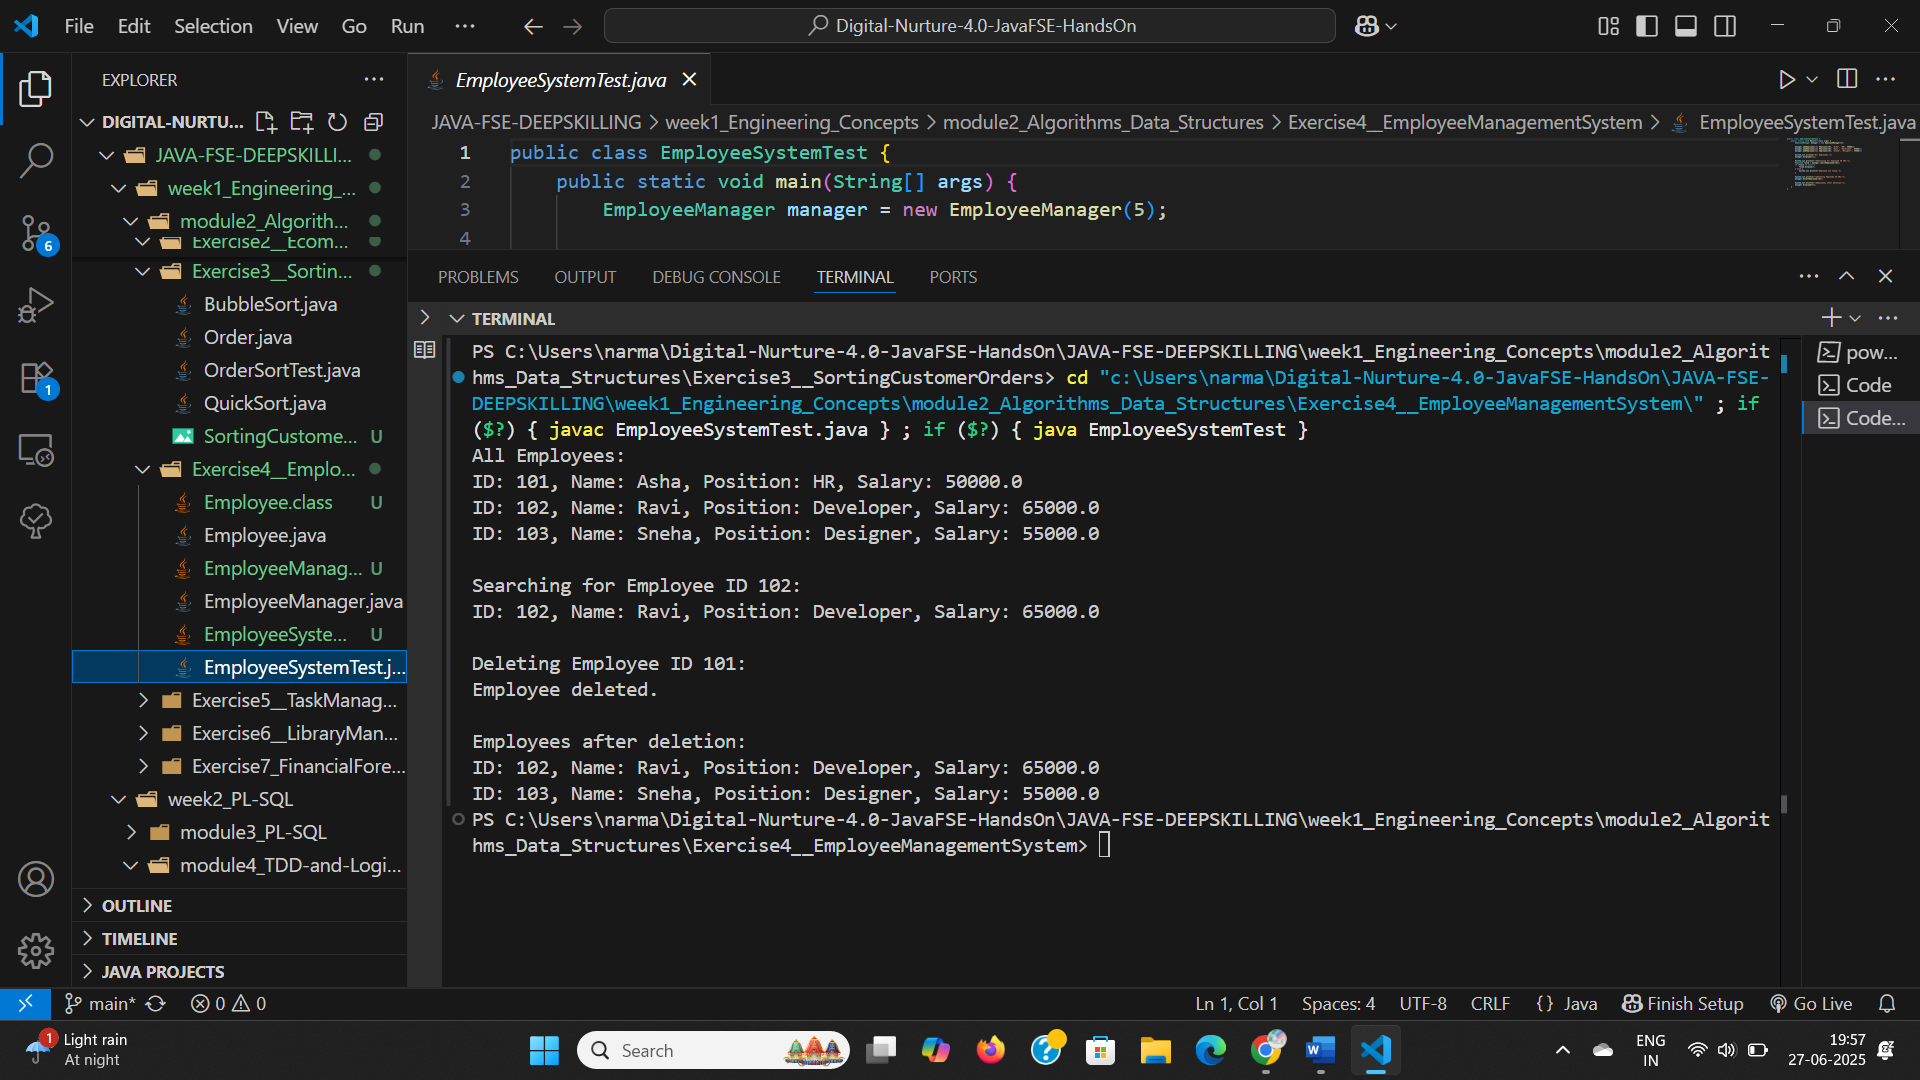 File Edit Selection View Go Run ··· Digital-Nurture-4.0-JavaFSE-HandsOn
EXPLORER
DIGITAL-NURTU...
JAVA-FSE-DEEPSKILLI...
week1_Engineering_...
module2_Algorith...
Exercise2__Ecom...
Exercise3__Sortin...
BubbleSort.java
Order.java
OrderSortTest.java
QuickSort.java
SortingCustome... U
Exercise4__Emplo...
Employee.class U
Employee.java
EmployeeManag... U
EmployeeManager.java
EmployeeSyste... U
EmployeeSystemTest.j...
Exercise5__TaskManag...
Exercise6__LibraryMan...
Exercise7_FinancialFore...
week2_PL-SQL
module3_PL-SQL
module4_TDD-and-Logi...
OUTLINE
TIMELINE
JAVA PROJECTS
6
1
EmployeeSystemTest.java
JAVA-FSE-DEEPSKILLING > week1_Engineering_Concepts > module2_Algorithms_Data_Structures > Exercise4__EmployeeManagementSystem > EmployeeSystemTest.java
1 public class EmployeeSystemTest {
2 public static void main(String[] args) {
3 EmployeeManager manager = new EmployeeManager(5);
4
PROBLEMS OUTPUT DEBUG CONSOLE TERMINAL PORTS
TERMINAL
PS C:\Users\narma\Digital-Nurture-4.0-JavaFSE-HandsOn\JAVA-FSE-DEEPSKILLING\week1_Engineering_Concepts\module2_Algorit
hms_Data_Structures\Exercise3__SortingCustomerOrders> cd "c:\Users\narma\Digital-Nurture-4.0-JavaFSE-HandsOn\JAVA-FSE-
DEEPSKILLING\week1_Engineering_Concepts\module2_Algorithms_Data_Structures\Exercise4__EmployeeManagementSystem\" ; if
($?) { javac EmployeeSystemTest.java } ; if ($?) { java EmployeeSystemTest }
All Employees:
ID: 101, Name: Asha, Position: HR, Salary: 50000.0
ID: 102, Name: Ravi, Position: Developer, Salary: 65000.0
ID: 103, Name: Sneha, Position: Designer, Salary: 55000.0
Searching for Employee ID 102:
ID: 102, Name: Ravi, Position: Developer, Salary: 65000.0
Deleting Employee ID 101:
Employee deleted.
Employees after deletion:
ID: 102, Name: Ravi, Position: Developer, Salary: 65000.0
ID: 103, Name: Sneha, Position: Designer, Salary: 55000.0
PS C:\Users\narma\Digital-Nurture-4.0-JavaFSE-HandsOn\JAVA-FSE-DEEPSKILLING\week1_Engineering_Concepts\module2_Algorit
hms_Data_Structures\Exercise4__EmployeeManagementSystem>
pow...
Code
Code...
main* 0 0 Ln 1, Col 1 Spaces: 4 UTF-8 CRLF {} Java Finish Setup Go Live
1 Light rain
At night
Search
ENG
IN
19:57
27-06-2025